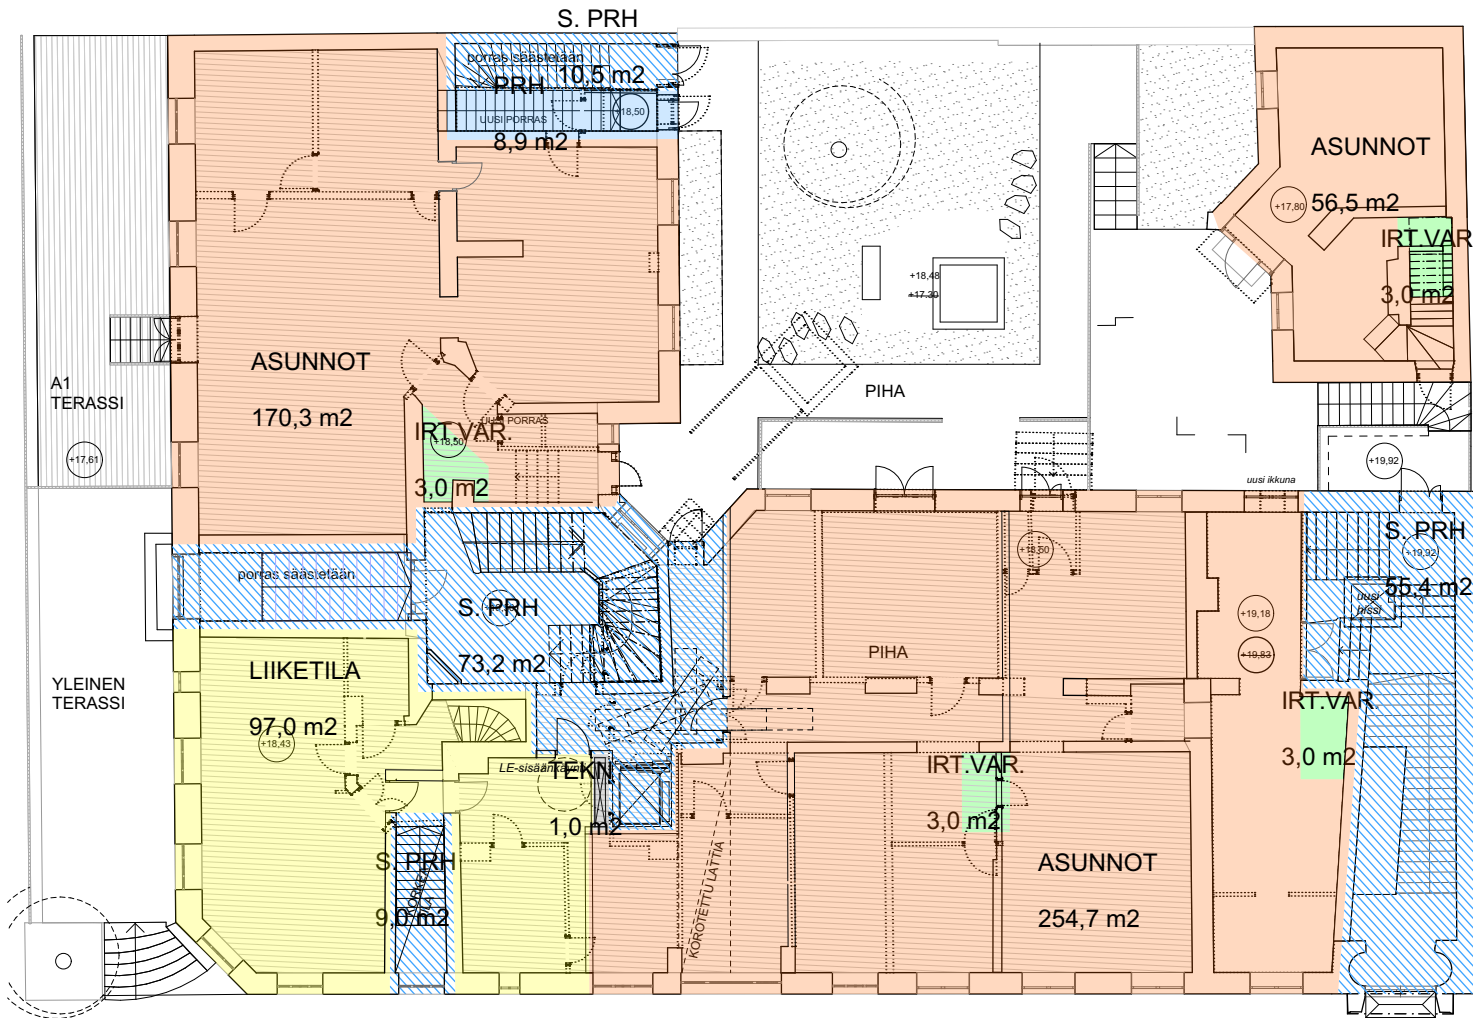 S. PRH
porras säästetään
10,5 m2
PRH
+18,50
UUSI PORRAS
8,9 m2
ASUNNOT
56,5 m2
+17,80
IRT.VAR.
3,0 m2
+18,48
+17.30
ASUNNOT
170,3 m2
A1
TERASSI
+17,61
PIHA
UUSI PORRAS
IRT.VAR.
+18,50
3,0 m2
+19,92
uusi ikkuna
S. PRH
+19,92
55,4 m2
uusi
hissi
porras säästetään
S. PRH
73,2 m2
+19,18
+19,83
PIHA
YLEINEN
TERASSI
LIIKETILA
97,0 m2
+18,43
LE-sisäänkäynti
TEKN
1,0 m2
IRT.VAR.
3,0 m2
IRT.VAR.
3,0 m2
S. PRH
9,0 m2
KOROTETTU LATTIA
ASUNNOT
254,7 m2